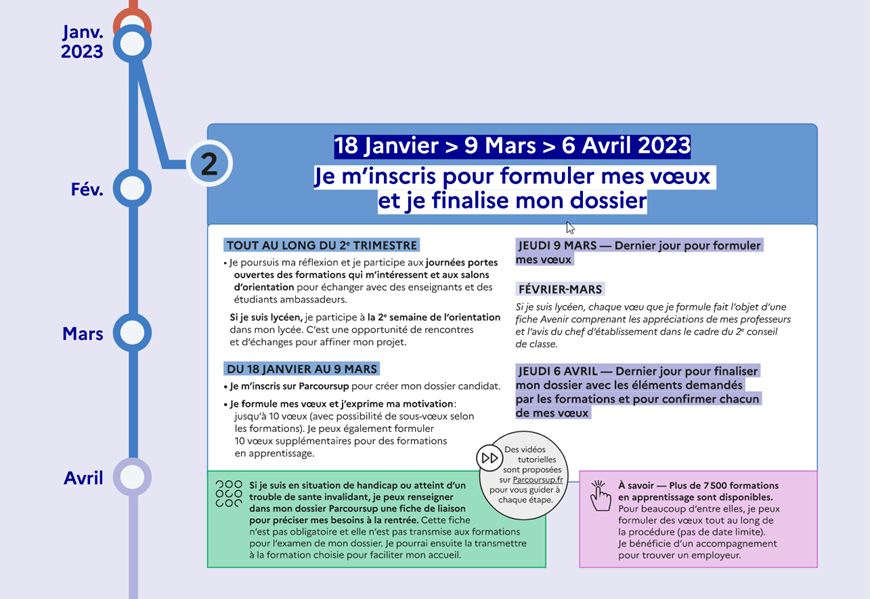 Janv.
2023
Fév.
Mars
Avril
2
18 Janvier > 9 Mars > 6 Avril 2023
Je m’inscris pour formuler mes vœux
et je finalise mon dossier
TOUT AU LONG DU 2e TRIMESTRE
• Je poursuis ma réflexion et je participe aux journées portes
ouvertes des formations qui m’intéressent et aux salons
d’orientation pour échanger avec des enseignants et des
étudiants ambassadeurs.
Si je suis lycéen, je participe à la 2e semaine de l’orientation
dans mon lycée. C’est une opportunité de rencontres
et d’échanges pour affiner mon projet.
DU 18 JANVIER AU 9 MARS
• Je m’inscris sur Parcoursup pour créer mon dossier candidat.
• Je formule mes vœux et j’exprime ma motivation :
jusqu’à 10 vœux (avec possibilité de sous-vœux selon
les formations). Je peux également formuler
10 vœux supplémentaires pour des formations
en apprentissage.
JEUDI 9 MARS — Dernier jour pour formuler
mes vœux
FÉVRIER-MARS
Si je suis lycéen, chaque vœu que je formule fait l’objet d’une
fiche Avenir comprenant les appréciations de mes professeurs
et l’avis du chef d’établissement dans le cadre du 2e conseil
de classe.
JEUDI 6 AVRIL — Dernier jour pour finaliser
mon dossier avec les éléments demandés
par les formations et pour confirmer chacun
de mes vœux
Des vidéos
tutorielles
sont proposées
sur Parcoursup.fr
pour vous guider à
chaque étape.
Si je suis en situation de handicap ou atteint d’un
trouble de sante invalidant, je peux renseigner
dans mon dossier Parcoursup une fiche de liaison
pour préciser mes besoins à la rentrée. Cette fiche
n’est pas obligatoire et elle n’est pas transmise aux formations
pour l’examen de mon dossier. Je pourrai ensuite la transmettre
à la formation choisie pour faciliter mon accueil.
À savoir — Plus de 7 500 formations
en apprentissage sont disponibles.
Pour beaucoup d’entre elles, je peux
formuler des vœux tout au long de
la procédure (pas de date limite).
Je bénéficie d’un accompagnement
pour trouver un employeur.